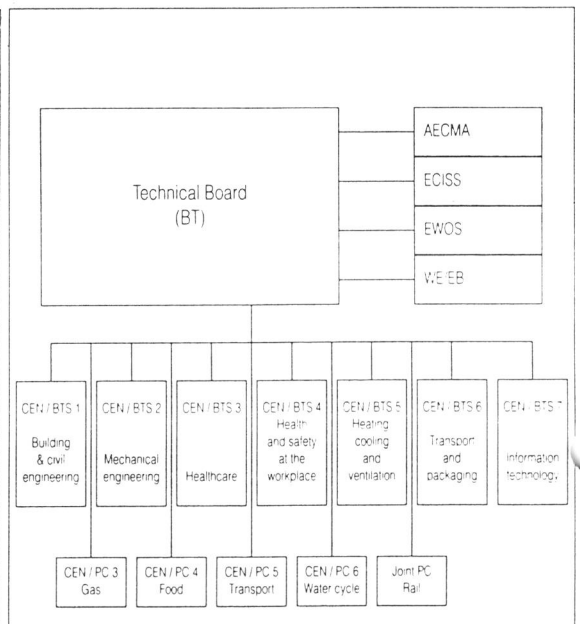 Technical Board
(BT)
AECMA
ECISS
EWOS
WE/EB
CEN / BTS 1
Building
& civil
engineering
CEN / BTS 2
Mechanical
engineering
CEN / BTS 3
Healthcare
CEN / BTS 4
Health
and safety
at the
workplace
CEN / BTS 5
Heating
cooling
and
ventilation
CEN / BTS 6
Transport
and
packaging
CEN / BTS 7
Information
technology
CEN / PC 3
Gas
CEN / PC 4
Food
CEN / PC 5
Transport
CEN / PC 6
Water cycle
Joint PC
Rail